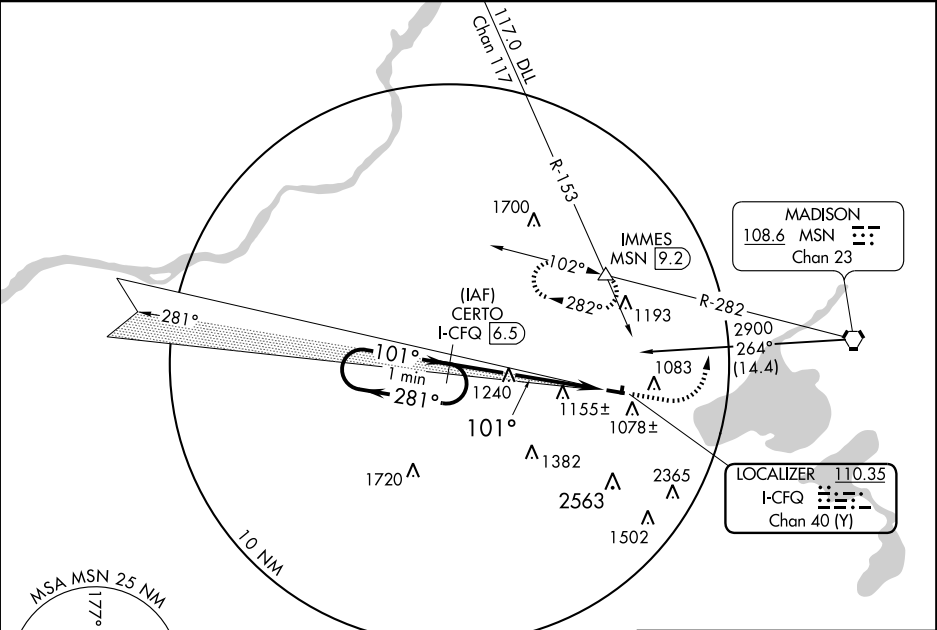 117.0 DLL
Chan 117
R-153
1700
IMMES
MSN 9.2
102°
282°
1193
R-282
MADISON
108.6 MSN
Chan 23
2900
264°
(14.4)
(IAF)
CERTO
I-CFQ 6.5
281°
101°
1 min
281°
1240
101°
1155±
1083
1078±
1382
1720
2563
2365
1502
LOCALIZER 110.35
I-CFQ
Chan 40 (Y)
10 NM
MSA MSN 25 NM
177°